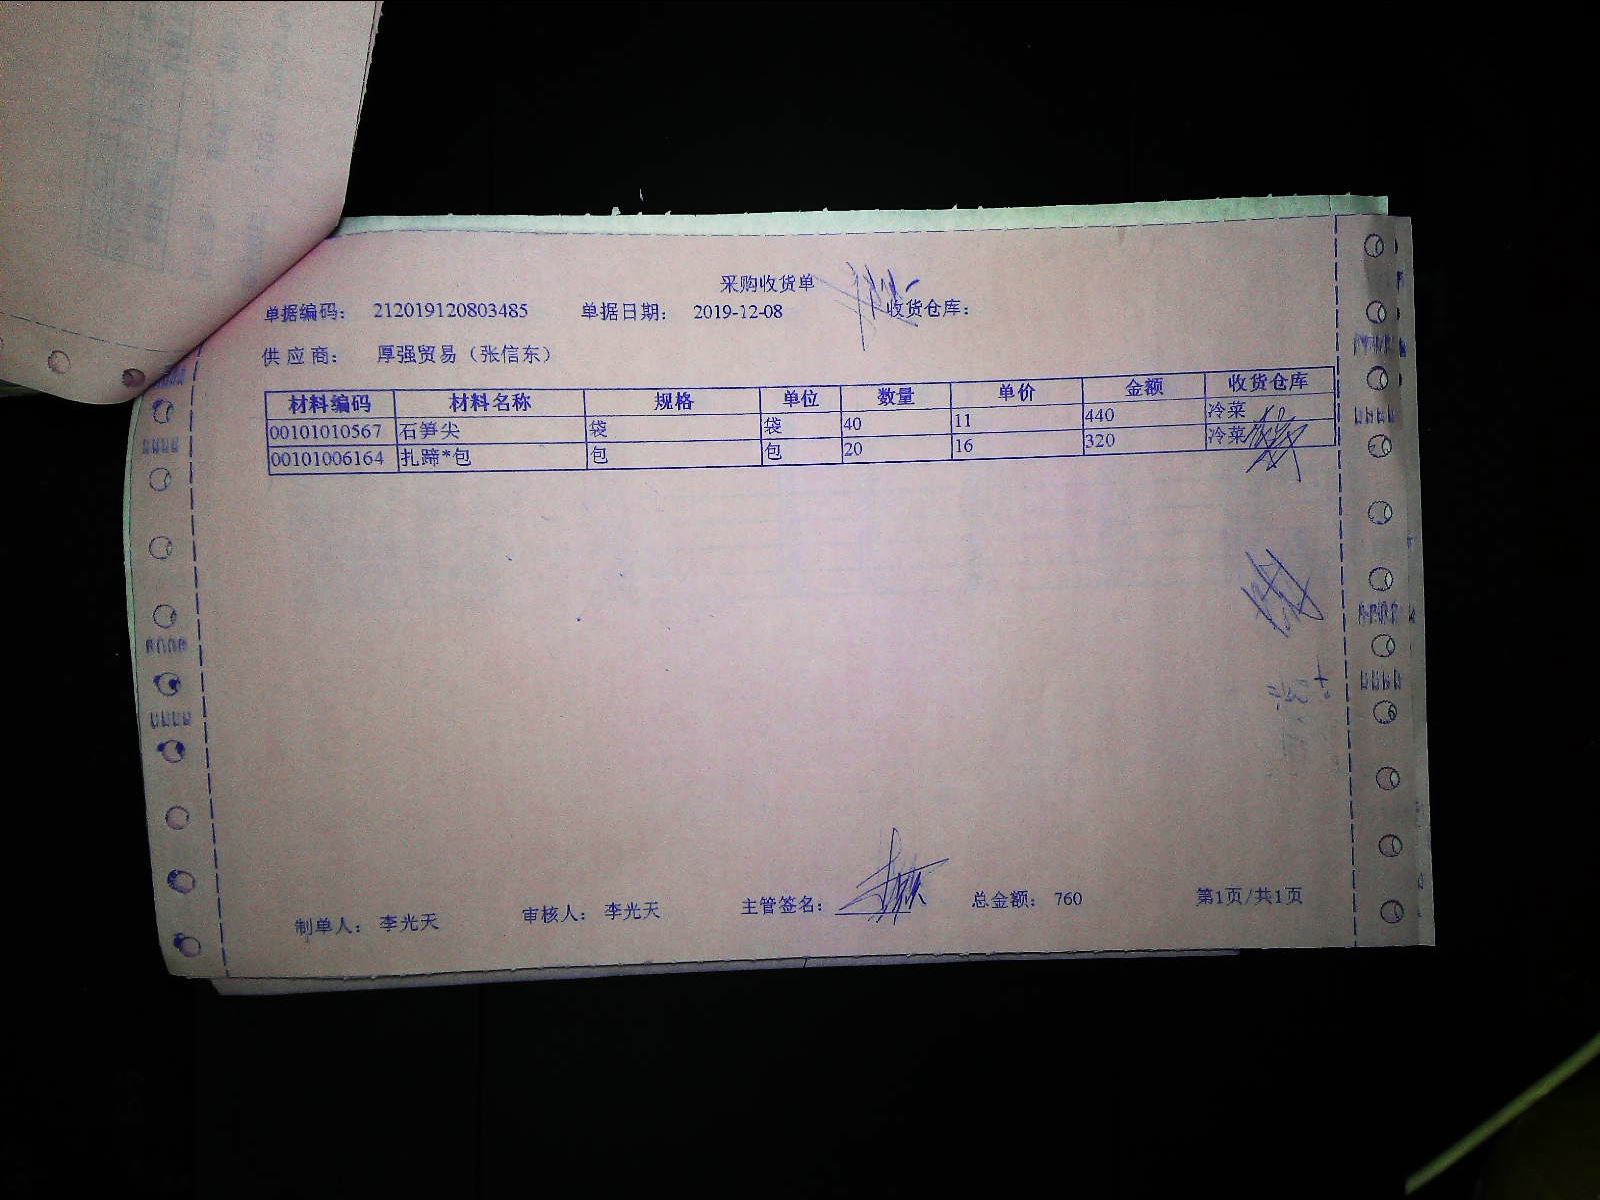 采购收货单
单据编码： 212019120803485 单据日期： 2019-12-08 收货仓库：
供应商： 厚强贸易（张信东）
材料编码 材料名称 规格 单位 数量 单价 金额 收货仓库
00101010567 石笋尖 袋 袋 40 11 440 冷菜
00101006164 扎蹄*包 包 包 20 16 320 冷菜
制单人： 李光天 审核人： 李光天 主管签名： 总金额： 760 第1页/共1页